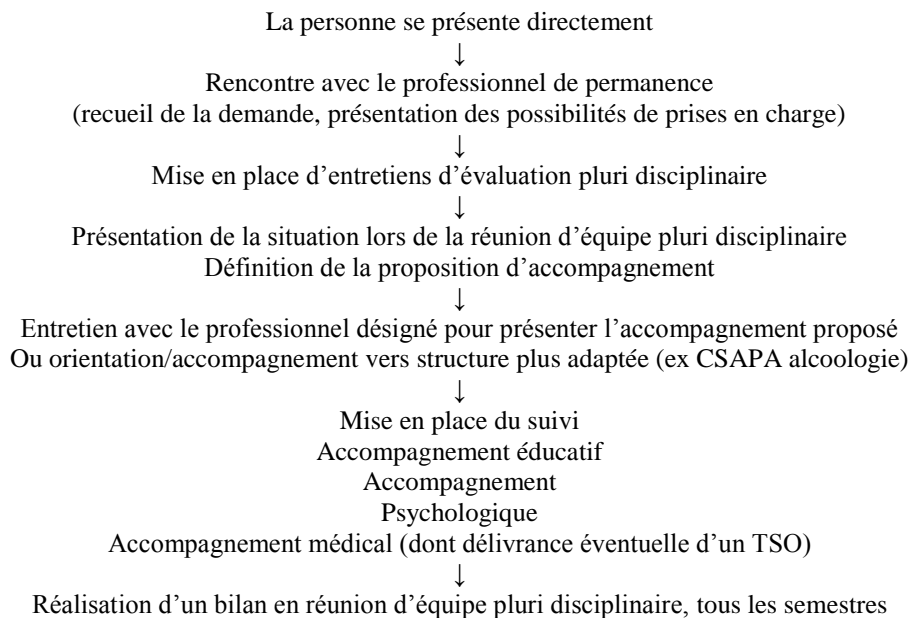 La personne se présente directement
↓
Rencontre avec le professionnel de permanence
(recueil de la demande, présentation des possibilités de prises en charge)
↓
Mise en place d’entretiens d’évaluation pluri disciplinaire
↓
Présentation de la situation lors de la réunion d’équipe pluri disciplinaire
Définition de la proposition d’accompagnement
↓
Entretien avec le professionnel désigné pour présenter l’accompagnement proposé
Ou orientation/accompagnement vers structure plus adaptée (ex CSAPA alcoologie)
↓
Mise en place du suivi
Accompagnement éducatif
Accompagnement
Psychologique
Accompagnement médical (dont délivrance éventuelle d’un TSO)
↓
Réalisation d’un bilan en réunion d’équipe pluri disciplinaire, tous les semestres